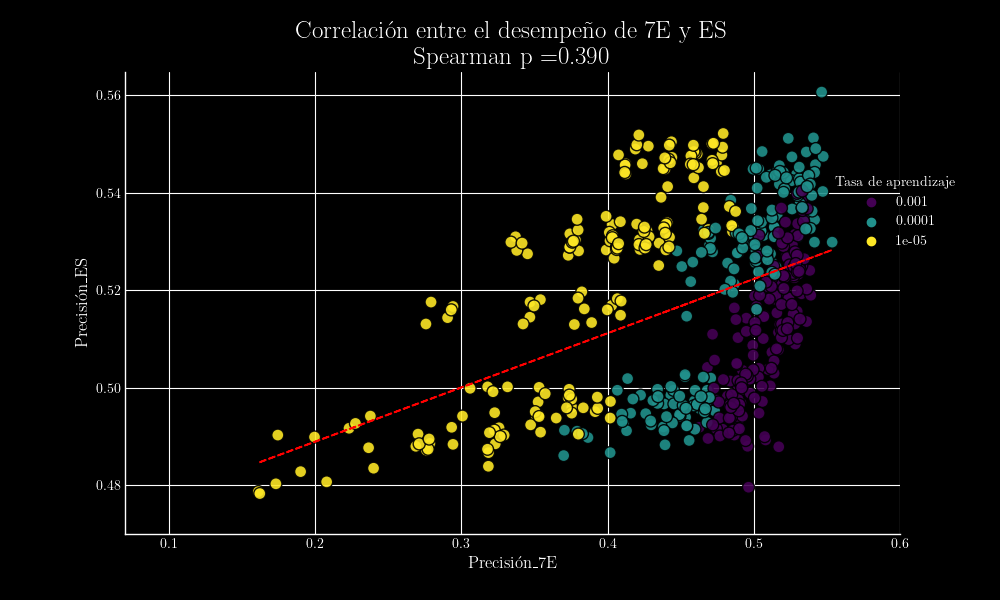 Correlación entre el desempeño de 7E y ES
Spearman p =0.390
0.56
0.54
0.52
0.50
0.48
Precisión_ES
0.1
0.2
0.3
0.4
0.5
0.6
Precisión_7E
Tasa de aprendizaje
0.001
0.0001
1e-05